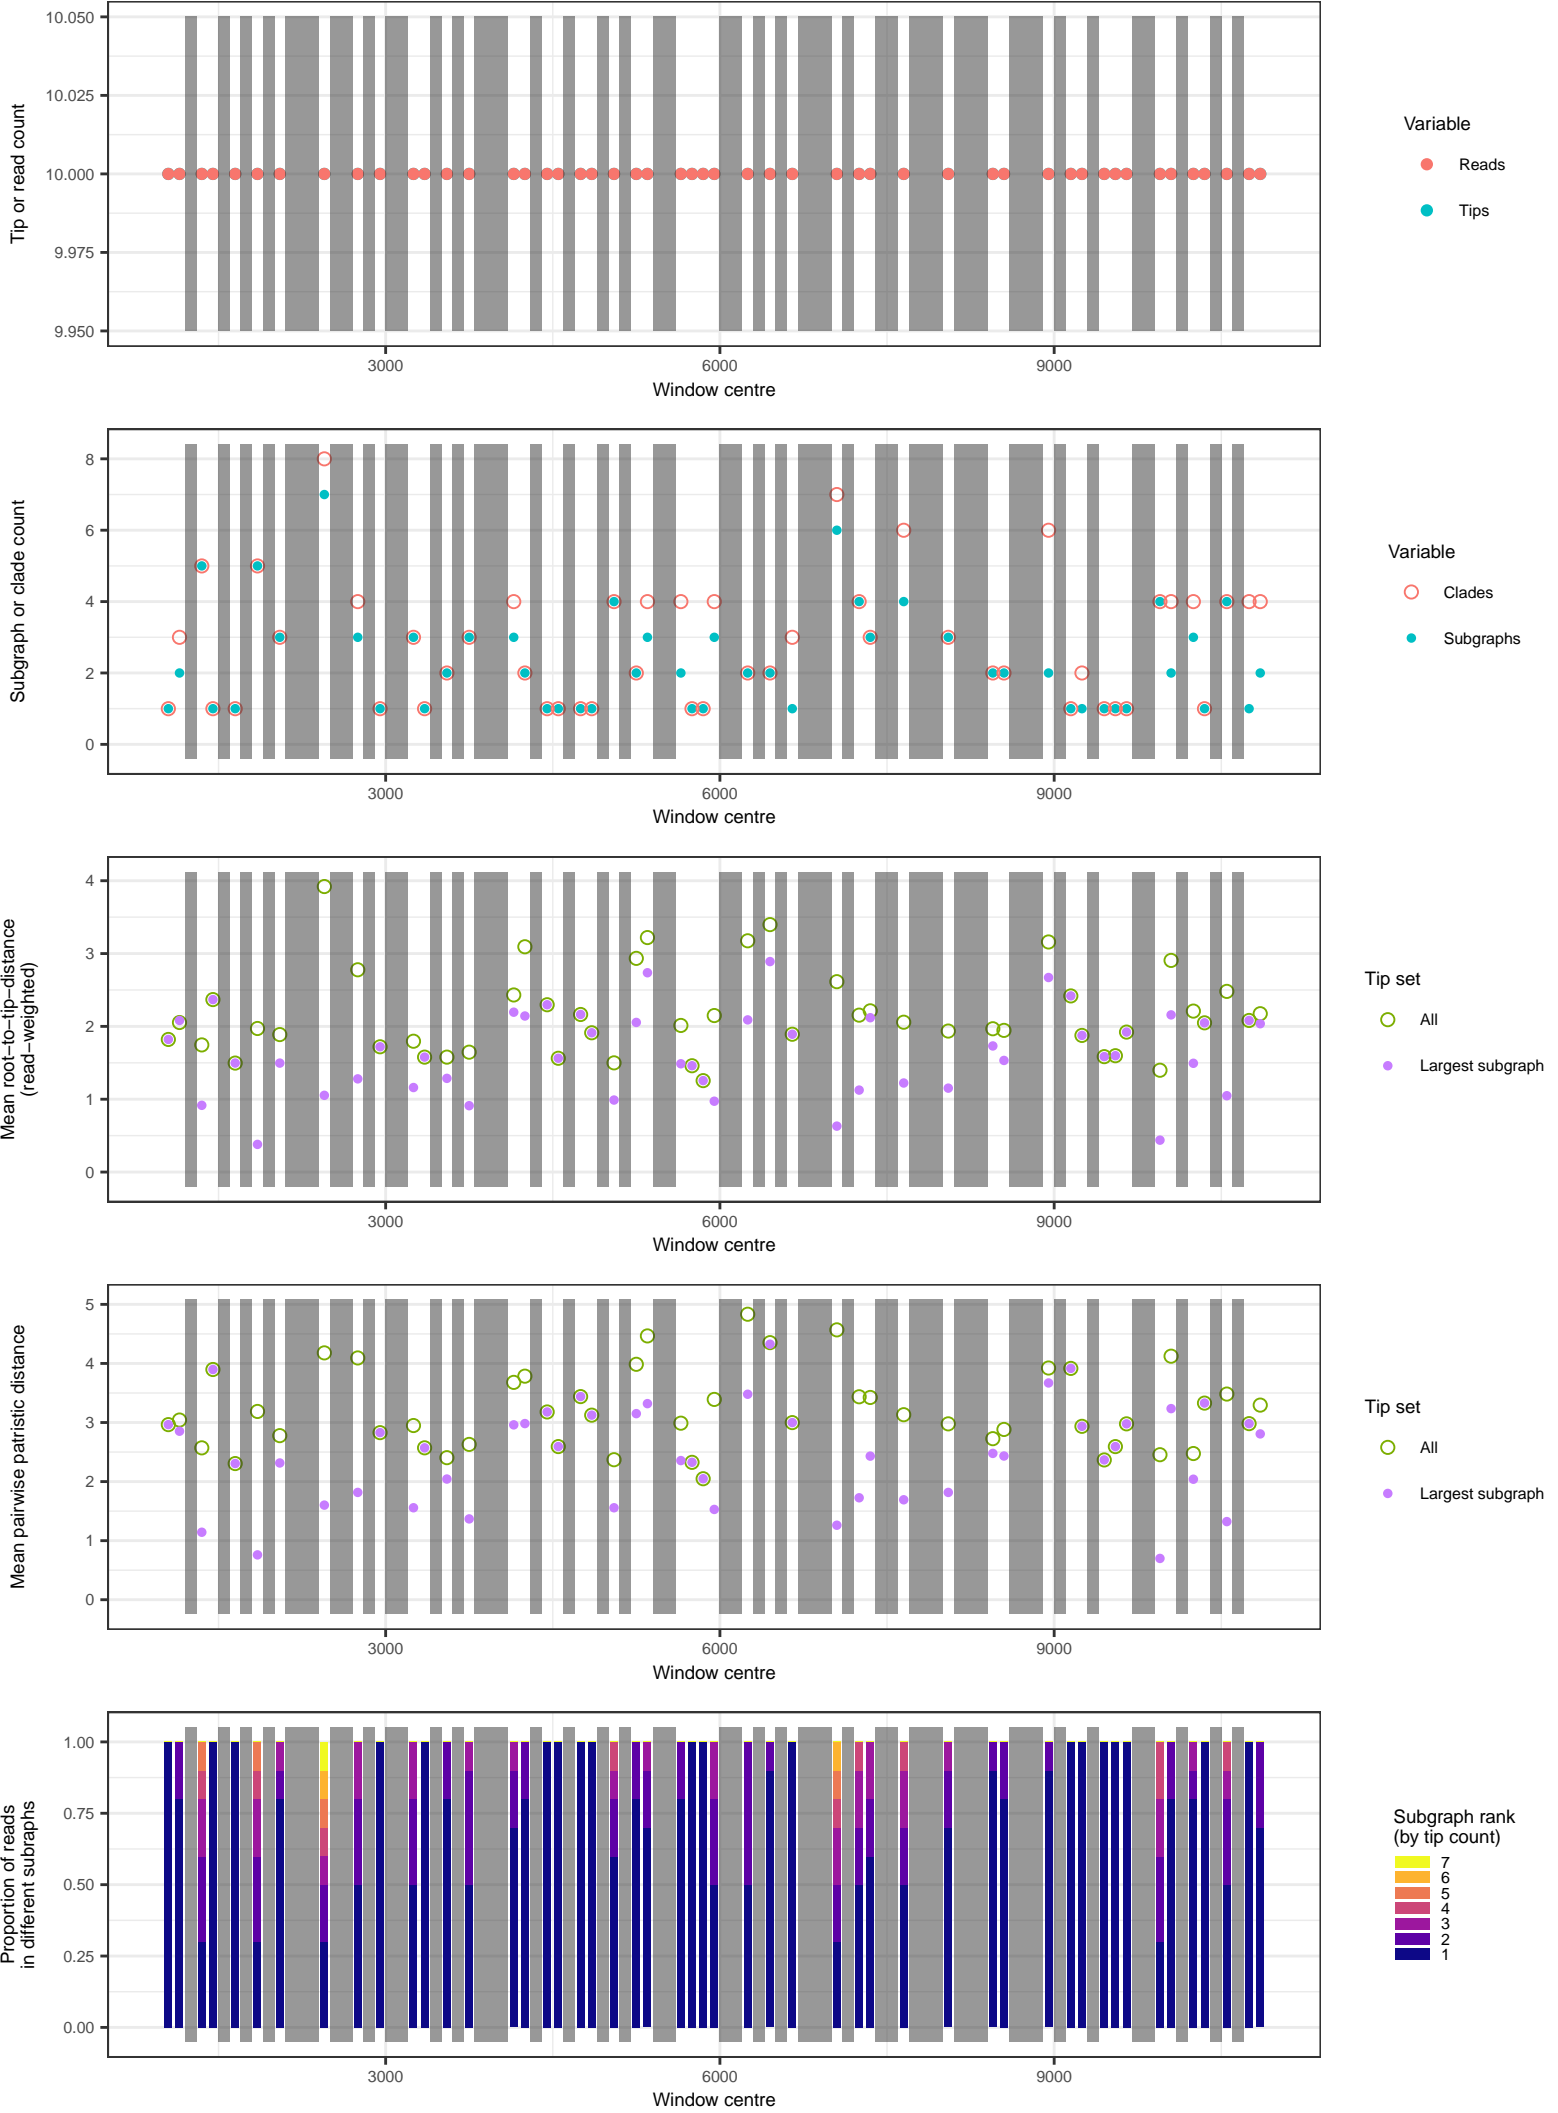 10.050
10.025
10.000
9.975
9.950
Tip or read count
3000
6000
9000
Window centre
Variable
Reads
Tips
8
6
4
2
0
Subgraph or clade count
3000
6000
9000
Window centre
Variable
Clades
Subgraphs
4
3
2
1
0
Mean root−to−tip−distance
(read−weighted)
3000
6000
9000
Window centre
Tip set
All
Largest subgraph
5
4
3
2
1
0
Mean pairwise patristic distance
3000
6000
9000
Window centre
Tip set
All
Largest subgraph
1.00
0.75
0.50
0.25
0.00
Proportion of reads
in different subraphs
3000
6000
9000
Window centre
Subgraph rank
(by tip count)
7
6
5
4
3
2
1